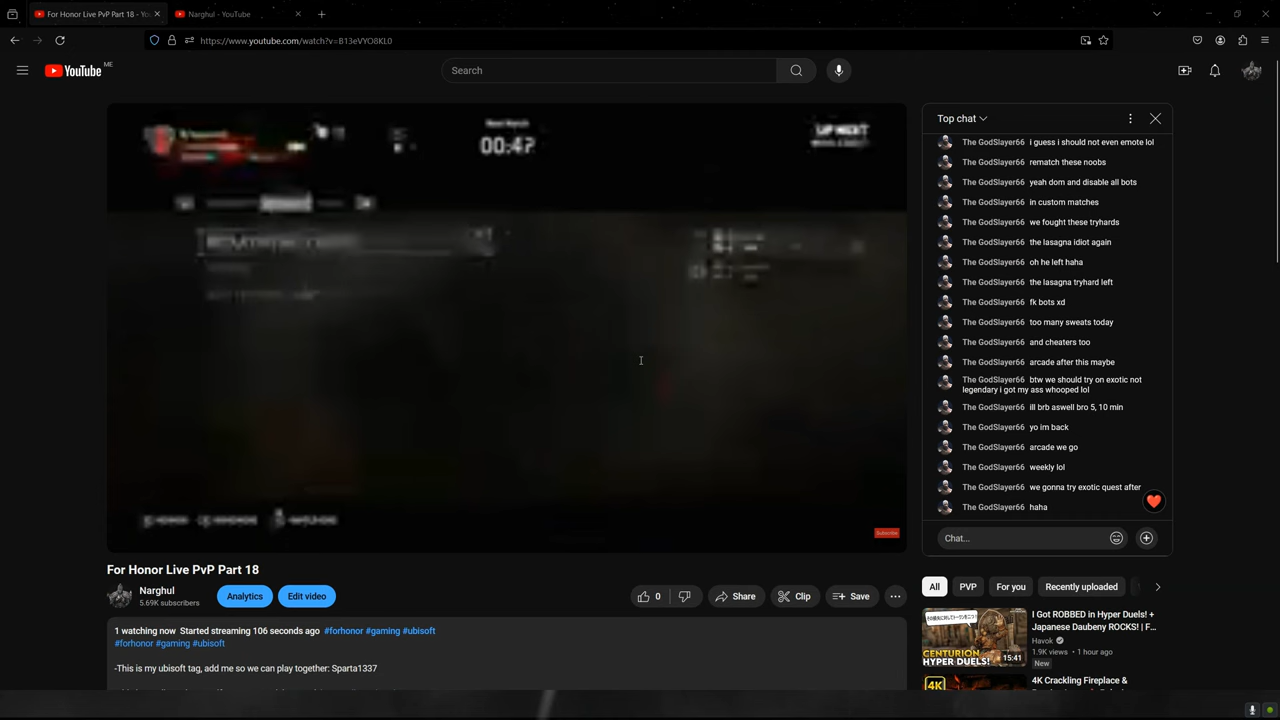 For Honor Live PvP Part 18 - Yo
Narghul - YouTube
https://www.youtube.com/watch?v=B13eVYO8KL0
YouTube ME
Search
00:47
UP NEXT
Subscribe
Top chat
The GodSlayer66 i guess i should not even emote lol
The GodSlayer66 rematch these noobs
The GodSlayer66 yeah dom and disable all bots
The GodSlayer66 in custom matches
The GodSlayer66 we fought these tryhards
The GodSlayer66 the lasagna idiot again
The GodSlayer66 oh he left haha
The GodSlayer66 the lasagna tryhard left
The GodSlayer66 fk bots xd
The GodSlayer66 too many sweats today
The GodSlayer66 and cheaters too
The GodSlayer66 arcade after this maybe
The GodSlayer66 btw we should try on exotic not
legendary i got my ass whooped lol
The GodSlayer66 ill brb aswell bro 5, 10 min
The GodSlayer66 yo im back
The GodSlayer66 arcade we go
The GodSlayer66 weekly lol
The GodSlayer66 we gonna try exotic quest after
The GodSlayer66 haha
Chat...
For Honor Live PvP Part 18
Narghul
5.69K subscribers
Analytics
Edit video
0
Share
Clip
Save
1 watching now Started streaming 106 seconds ago #forhonor #gaming #ubisoft
#forhonor #gaming #ubisoft
-This is my ubisoft tag, add me so we can play together: Sparta1337
All
PVP
For you
Recently uploaded
CENTURION
HYPER DUELS!
15:41
I Got ROBBED in Hyper Duels! +
Japanese Daubeny ROCKS! | F...
Havok
1.9K views • 1 hour ago
New
4K
4K Crackling Fireplace &